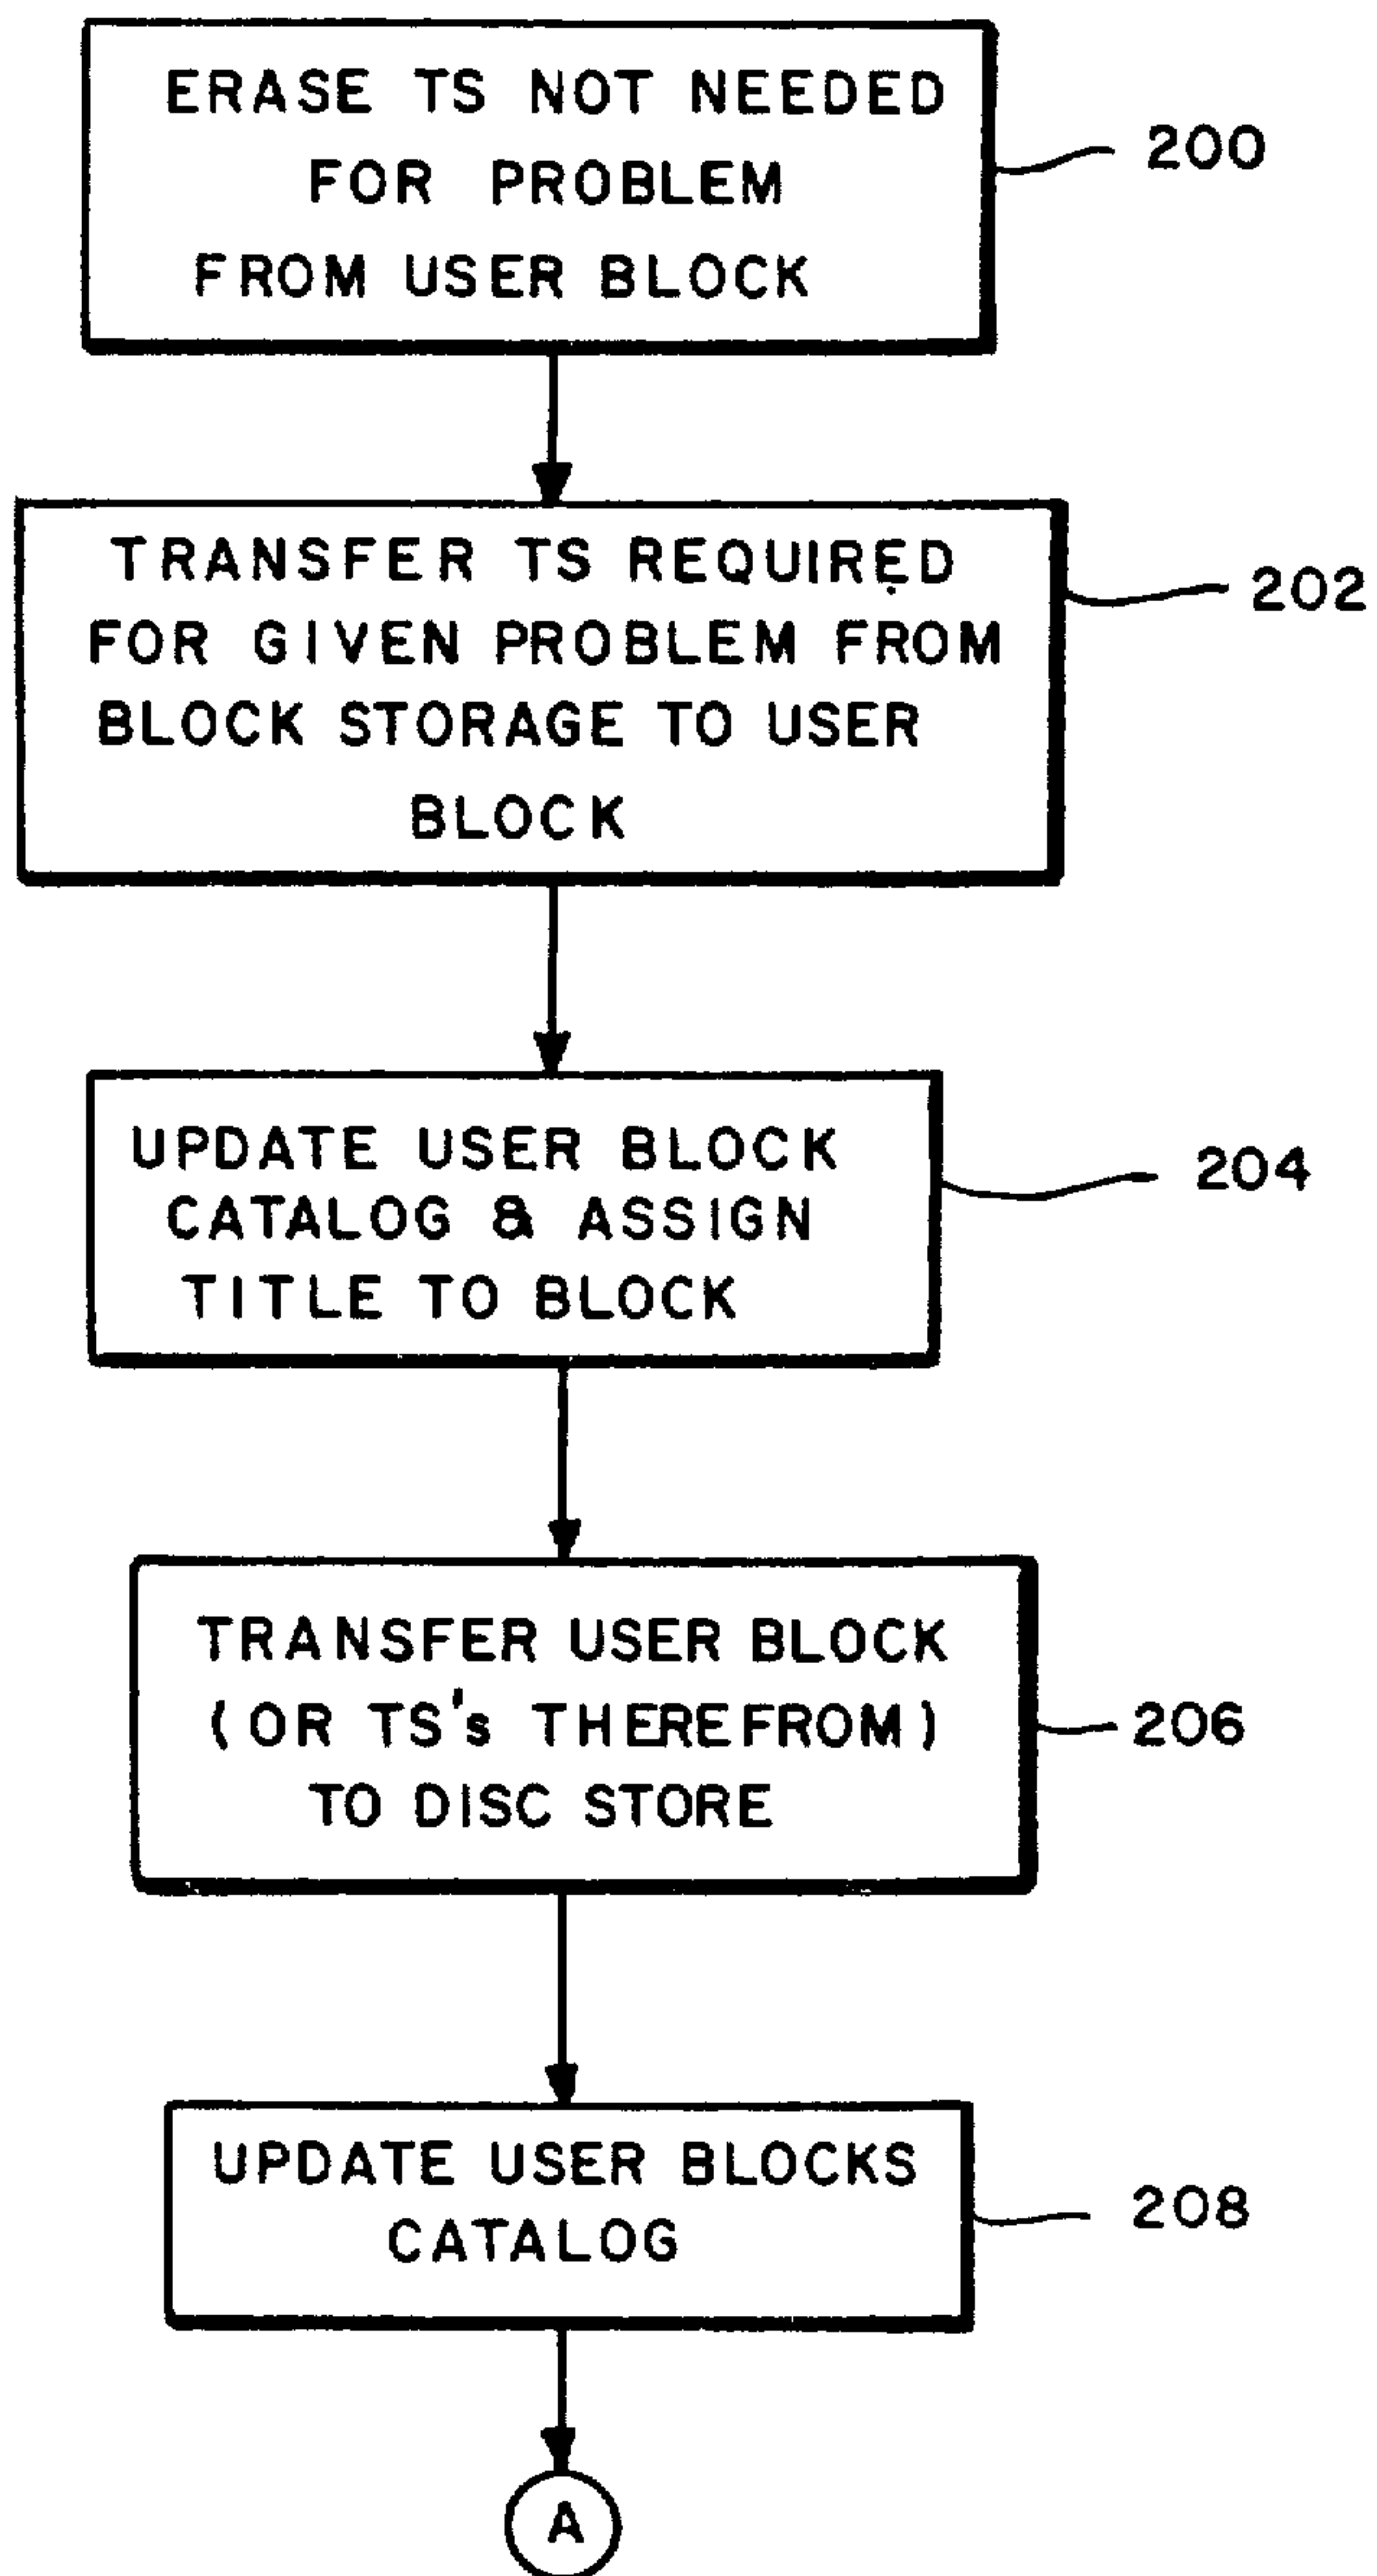 ERASE TS NOT NEEDED
FOR PROBLEM
FROM USER BLOCK
200
TRANSFER TS REQUIRED
FOR GIVEN PROBLEM FROM
BLOCK STORAGE TO USER
BLOCK
202
UPDATE USER BLOCK
CATALOG & ASSIGN
TITLE TO BLOCK
204
TRANSFER USER BLOCK
(OR TS's THEREFROM)
TO DISC STORE
206
UPDATE USER BLOCKS
CATALOG
208
A